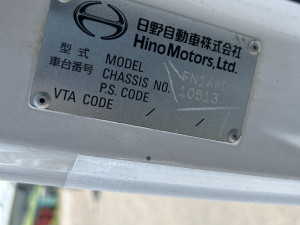 日野自動車株式会社
Hino Motors, Ltd.
型式 MODEL
車台番号 CHASSIS NO. 10513
P.S. CODE
VTA CODE / /